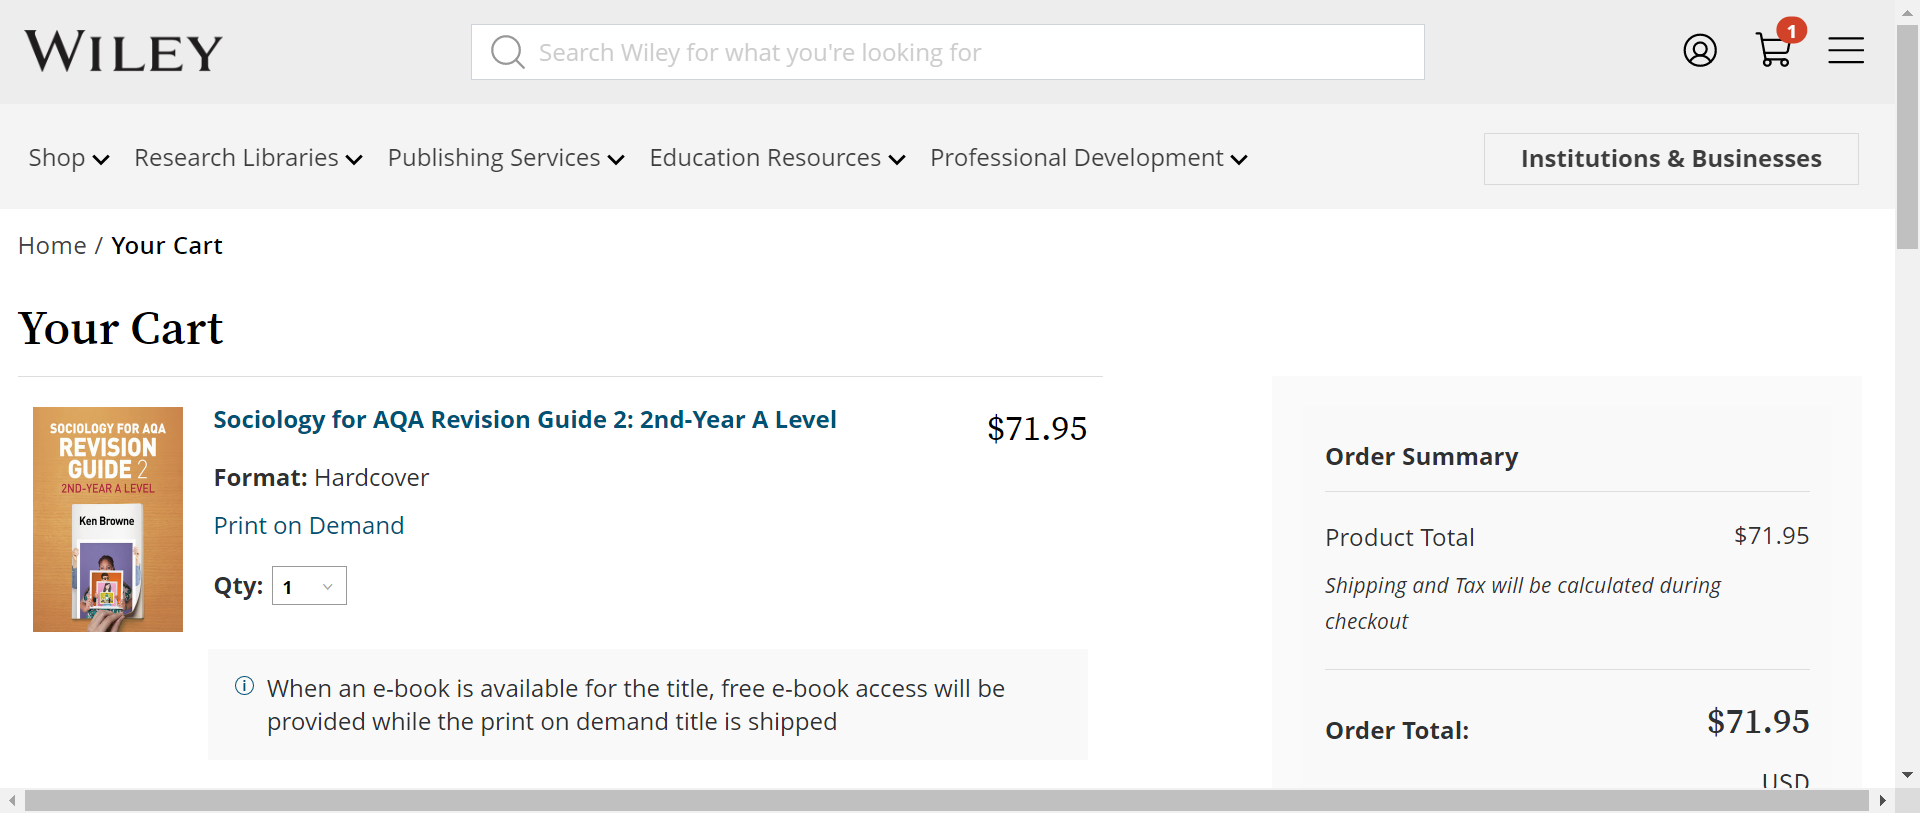 WILEY
Search Wiley for what you're looking for
1
Shop
Research Libraries
Publishing Services
Education Resources
Professional Development
Institutions & Businesses
Home / Your Cart
Your Cart
SOCIOLOGY FOR AQA
REVISION
GUIDE 2
2ND-YEAR A LEVEL
Ken Browne
Sociology for AQA Revision Guide 2: 2nd-Year A Level
$71.95
Format: Hardcover
Print on Demand
Qty: 1
When an e-book is available for the title, free e-book access will be
provided while the print on demand title is shipped
Order Summary
Product Total
$71.95
Shipping and Tax will be calculated during
checkout
Order Total:
$71.95
USD